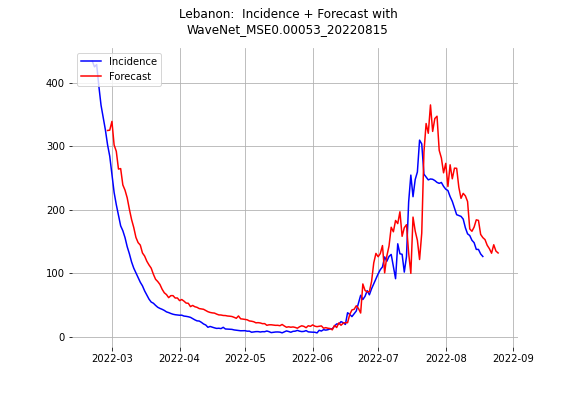 Lebanon:  Incidence + Forecast with
WaveNet_MSE0.00053_20220815
Incidence
Forecast
400
300
200
100
0
2022-03 2022-04 2022-05 2022-06 2022-07 2022-08 2022-09